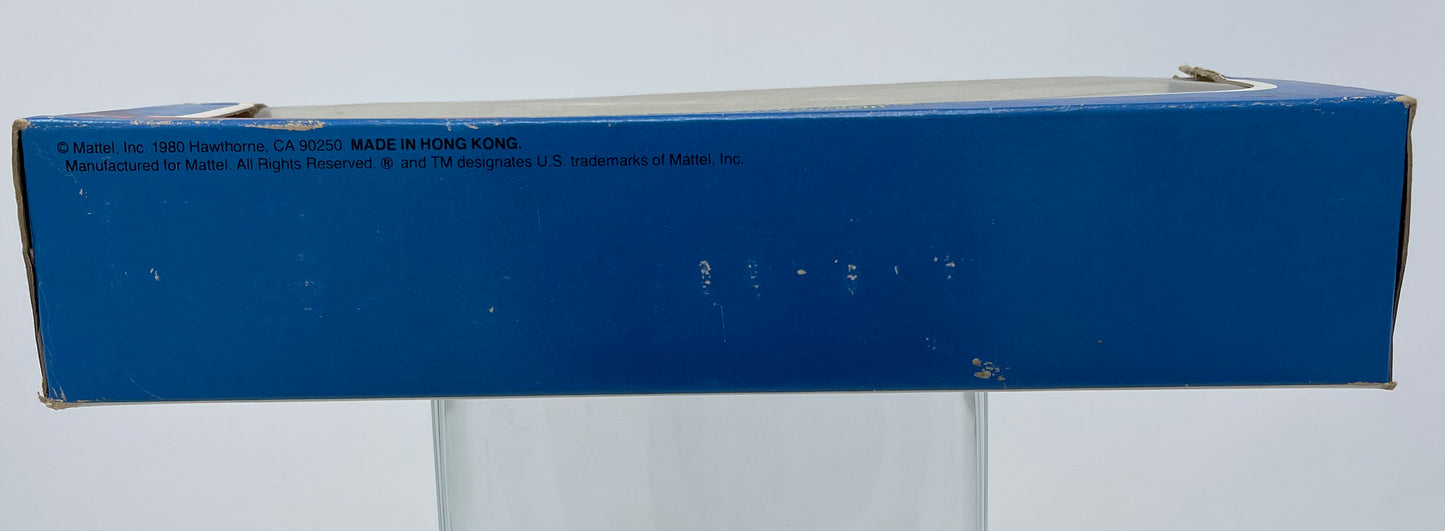 © Mattel, Inc. 1980 Hawthorne, CA 90250 MADE IN HONG KONG.
Manufactured for Mattel. All Rights Reserved. ® and TM designates U.S. trademarks of Mattel, Inc.